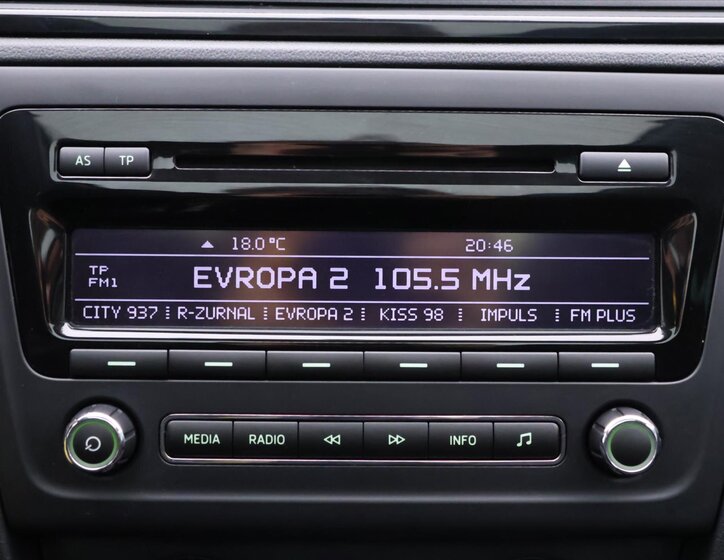 AS TP
18.0 °C 20:46
TP
FM1
EVROPA 2 105.5 MHz
CITY 937 R-ZURNAL EVROPA 2 KISS 98 IMPULS FM PLUS
MEDIA RADIO INFO